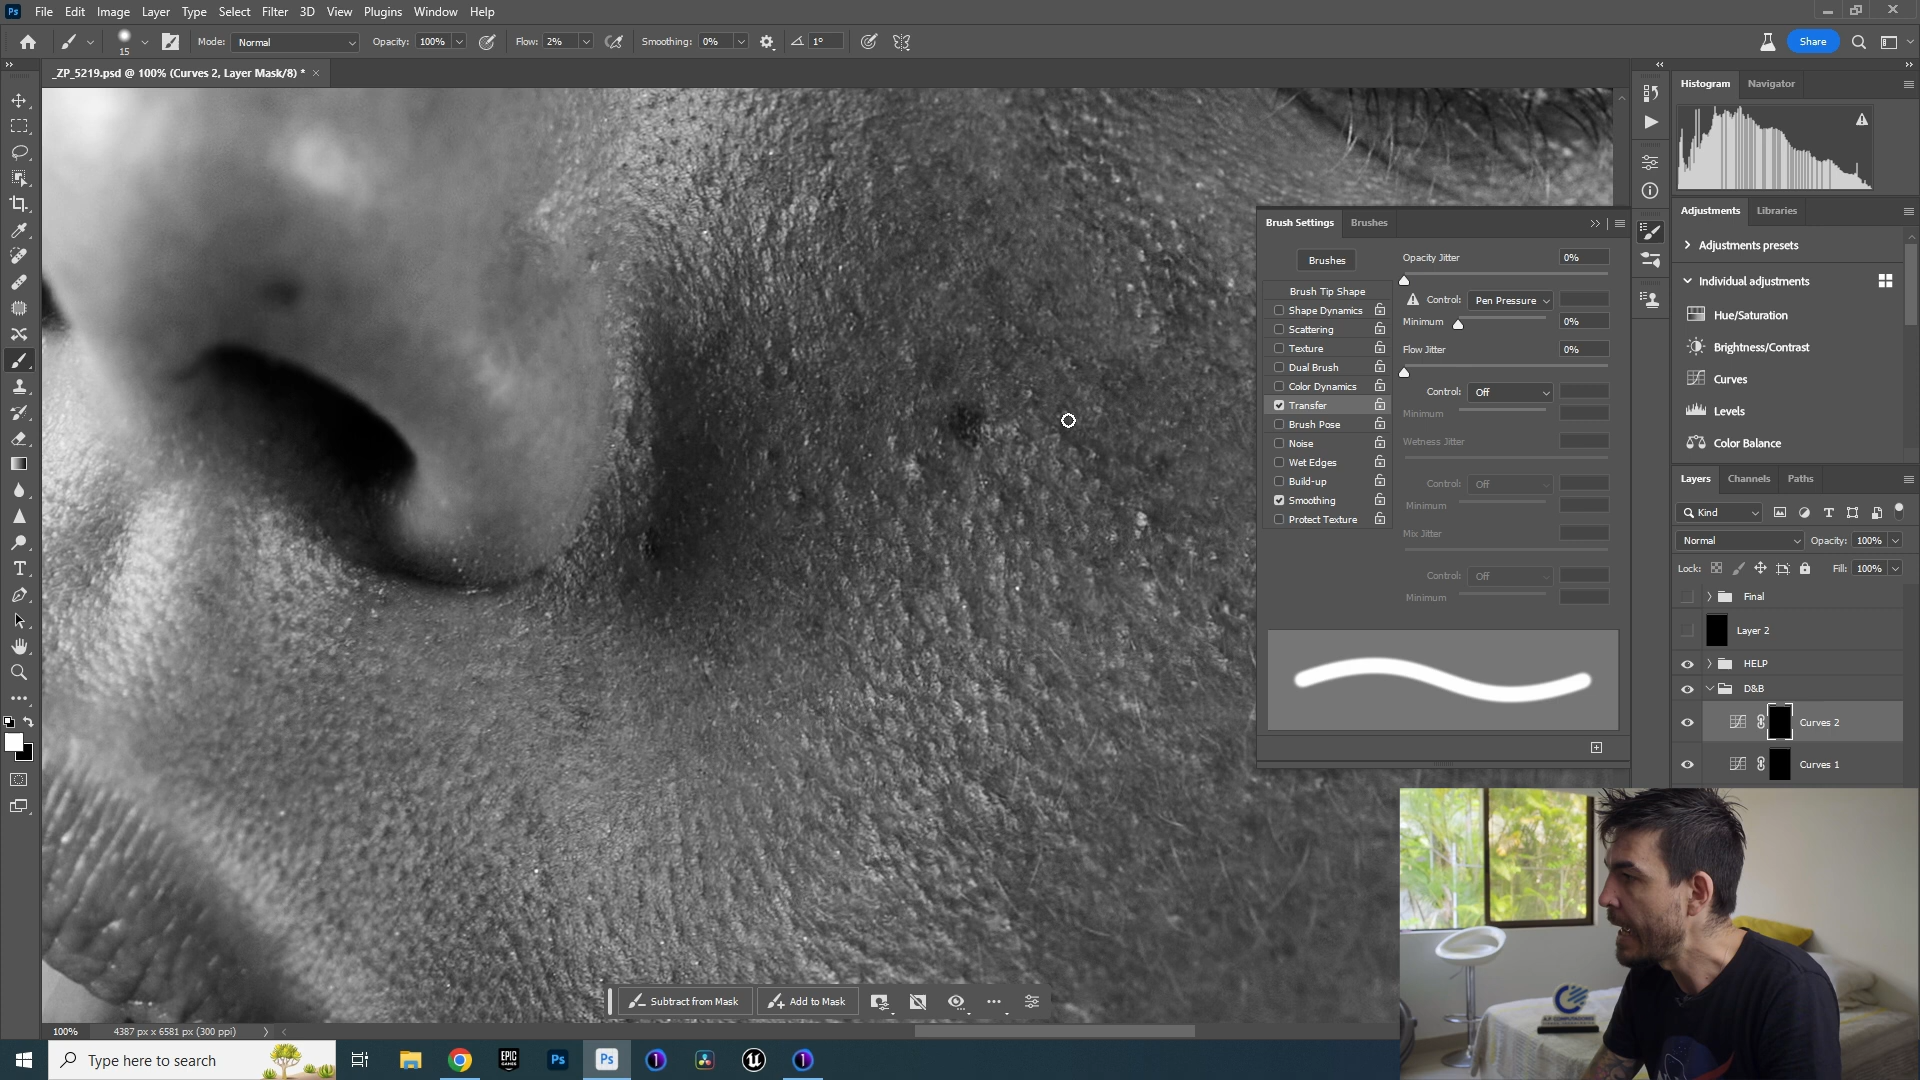 Ps File Edit Image Layer Type Select Filter 3D View Plugins Window Help
15 Mode: Normal Opacity: 100% Flow: 2% Smoothing: 0% 1° Share
_ZP_5219.psd @ 100% (Curves 2, Layer Mask/8) * ×
Histogram Navigator
Brush Settings Brushes
Brushes
Brush Tip Shape
Shape Dynamics
Scattering
Texture
Dual Brush
Color Dynamics
Transfer
Brush Pose
Noise
Wet Edges
Build-up
Smoothing
Protect Texture
Opacity Jitter 0%
Control: Pen Pressure
Minimum 0%
Flow Jitter 0%
Control: Off
Minimum
Wetness Jitter
Control: Off
Minimum
Mix Jitter
Control: Off
Minimum
Adjustments Libraries
Adjustments presets
Individual adjustments
Hue/Saturation
Brightness/Contrast
Curves
Levels
Color Balance
Layers Channels Paths
Kind
Normal Opacity: 100%
Lock: Fill: 100%
Final
Layer 2
HELP
D&B
Curves 2
Curves 1
Subtract from Mask Add to Mask
100% 4387 px x 6581 px (300 ppi)
Type here to search
EPIC GAMES
Ps
Ps